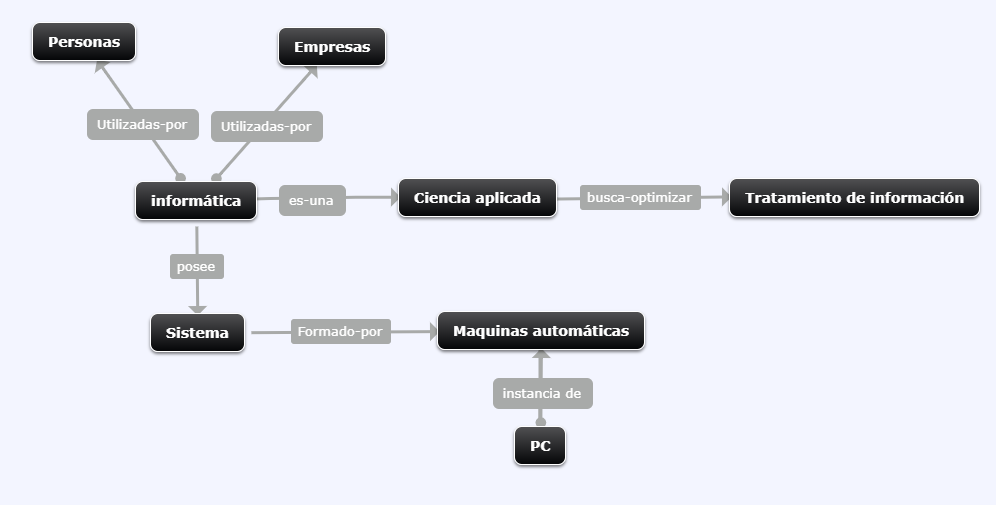 Personas
Empresas
Utilizadas-por
Utilizadas-por
informática
es-una
Ciencia aplicada
busca-optimizar
Tratamiento de información
posee
Sistema
Formado-por
Maquinas automáticas
instancia de
PC